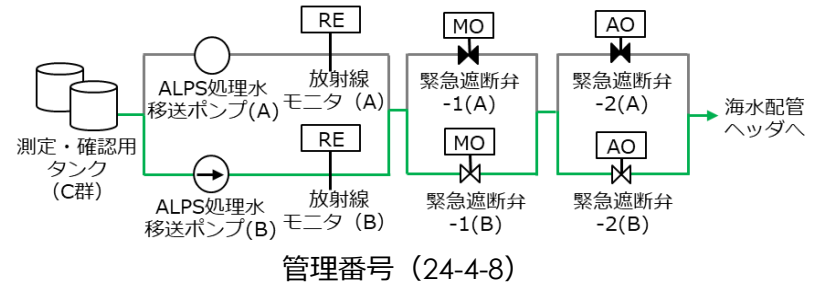 RE
MO
AO
ALPS処理水
移送ポンプ(A)
放射線
モニタ（A）
緊急遮断弁
-1(A)
緊急遮断弁
-2(A)
測定・確認用
タンク
（C群）
海水配管
ヘッダへ
RE
MO
AO
ALPS処理水
移送ポンプ(B)
放射線
モニタ（B）
緊急遮断弁
-1(B)
緊急遮断弁
-2(B)
管理番号（24-4-8）